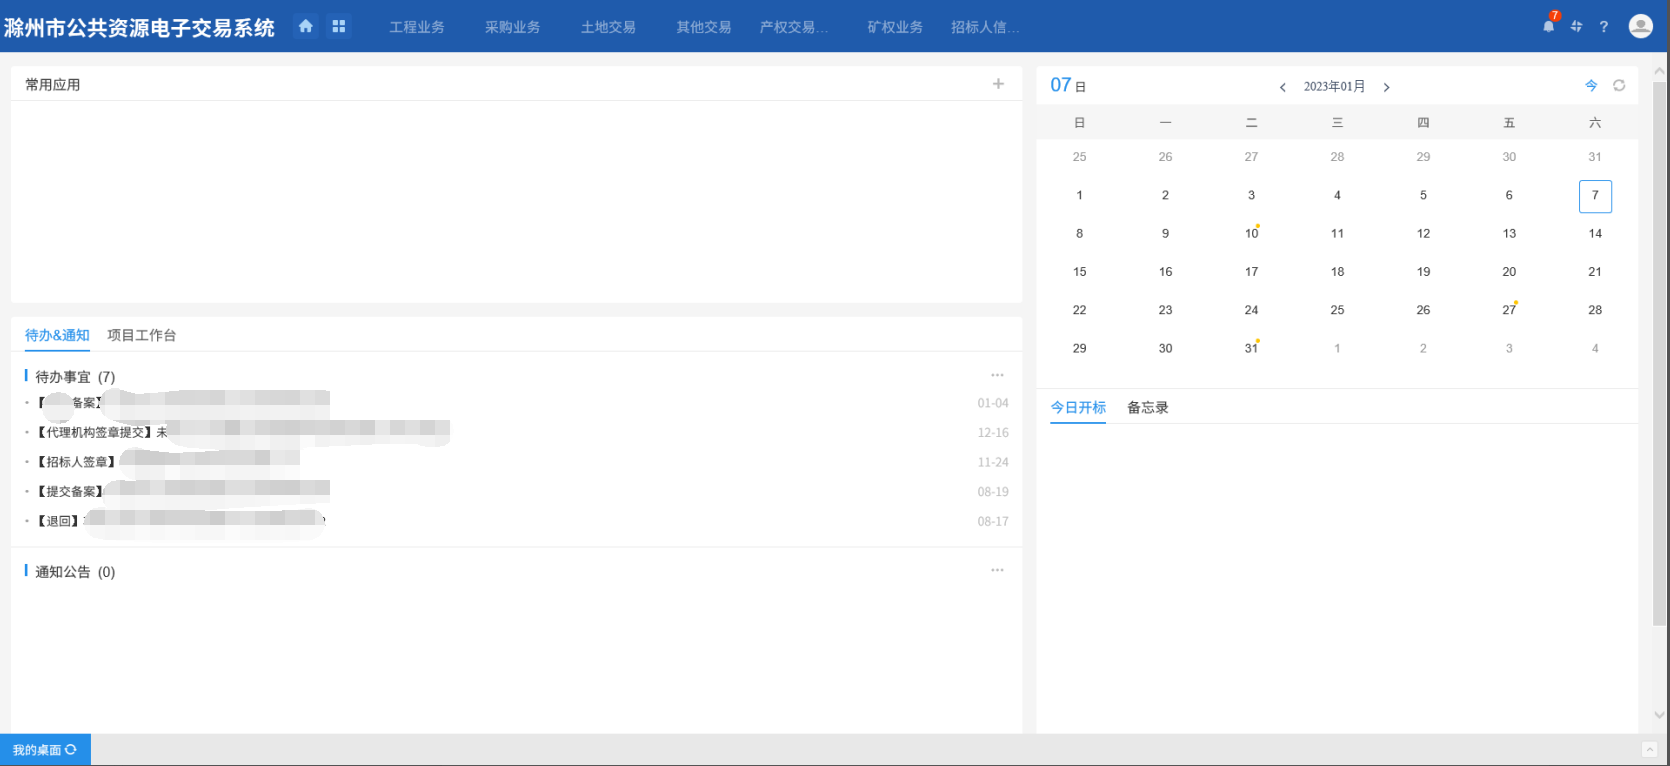 滁州市公共资源电子交易系统 工程业务 采购业务 土地交易 其他交易 产权交易... 矿权业务 招标人信... 7 ?
常用应用 +
待办&通知 项目工作台
待办事宜 (7) ...
备案】 01-04
【代理机构签章提交】未 12-16
【招标人签章】 11-24
【提交备案】 08-19
【退回】 08-17
通知公告 (0) ...
07 日 < 2023年01月 > 今
日 一 二 三 四 五 六
25 26 27 28 29 30 31
1 2 3 4 5 6 7
8 9 10 11 12 13 14
15 16 17 18 19 20 21
22 23 24 25 26 27 28
29 30 31 1 2 3 4
今日开标 备忘录
我的桌面